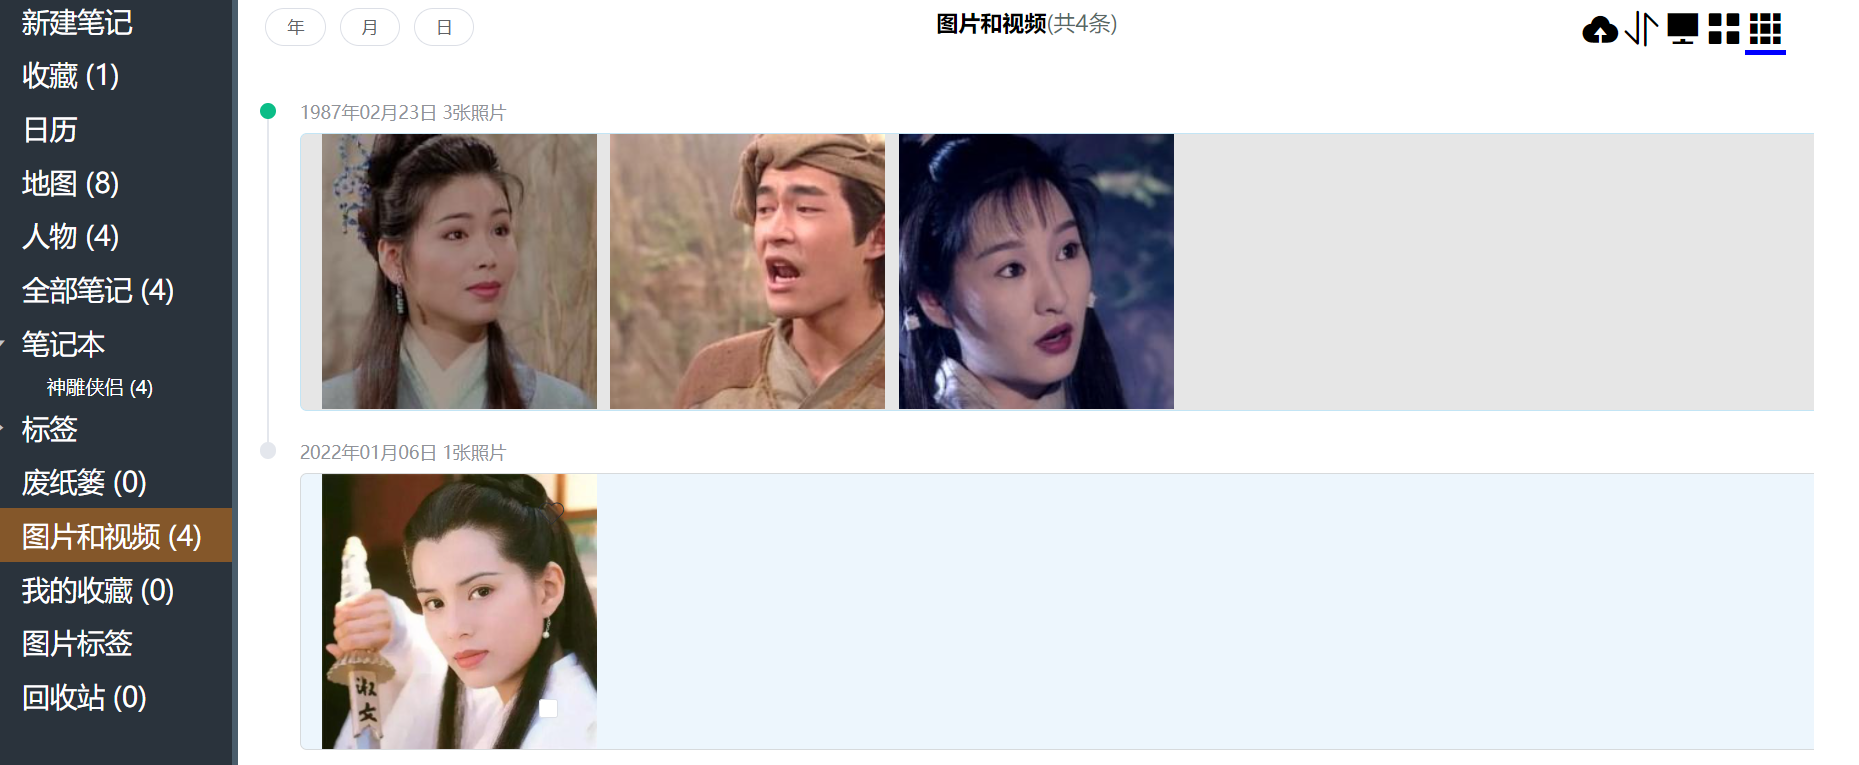 新建笔记
收藏 (1)
日历
地图 (8)
人物 (4)
全部笔记 (4)
笔记本
神雕侠侣 (4)
标签
废纸篓 (0)
图片和视频 (4)
我的收藏 (0)
图片标签
回收站 (0)
年 月 日
图片和视频(共4条)
1987年02月23日 3张照片
2022年01月06日 1张照片
淑
女